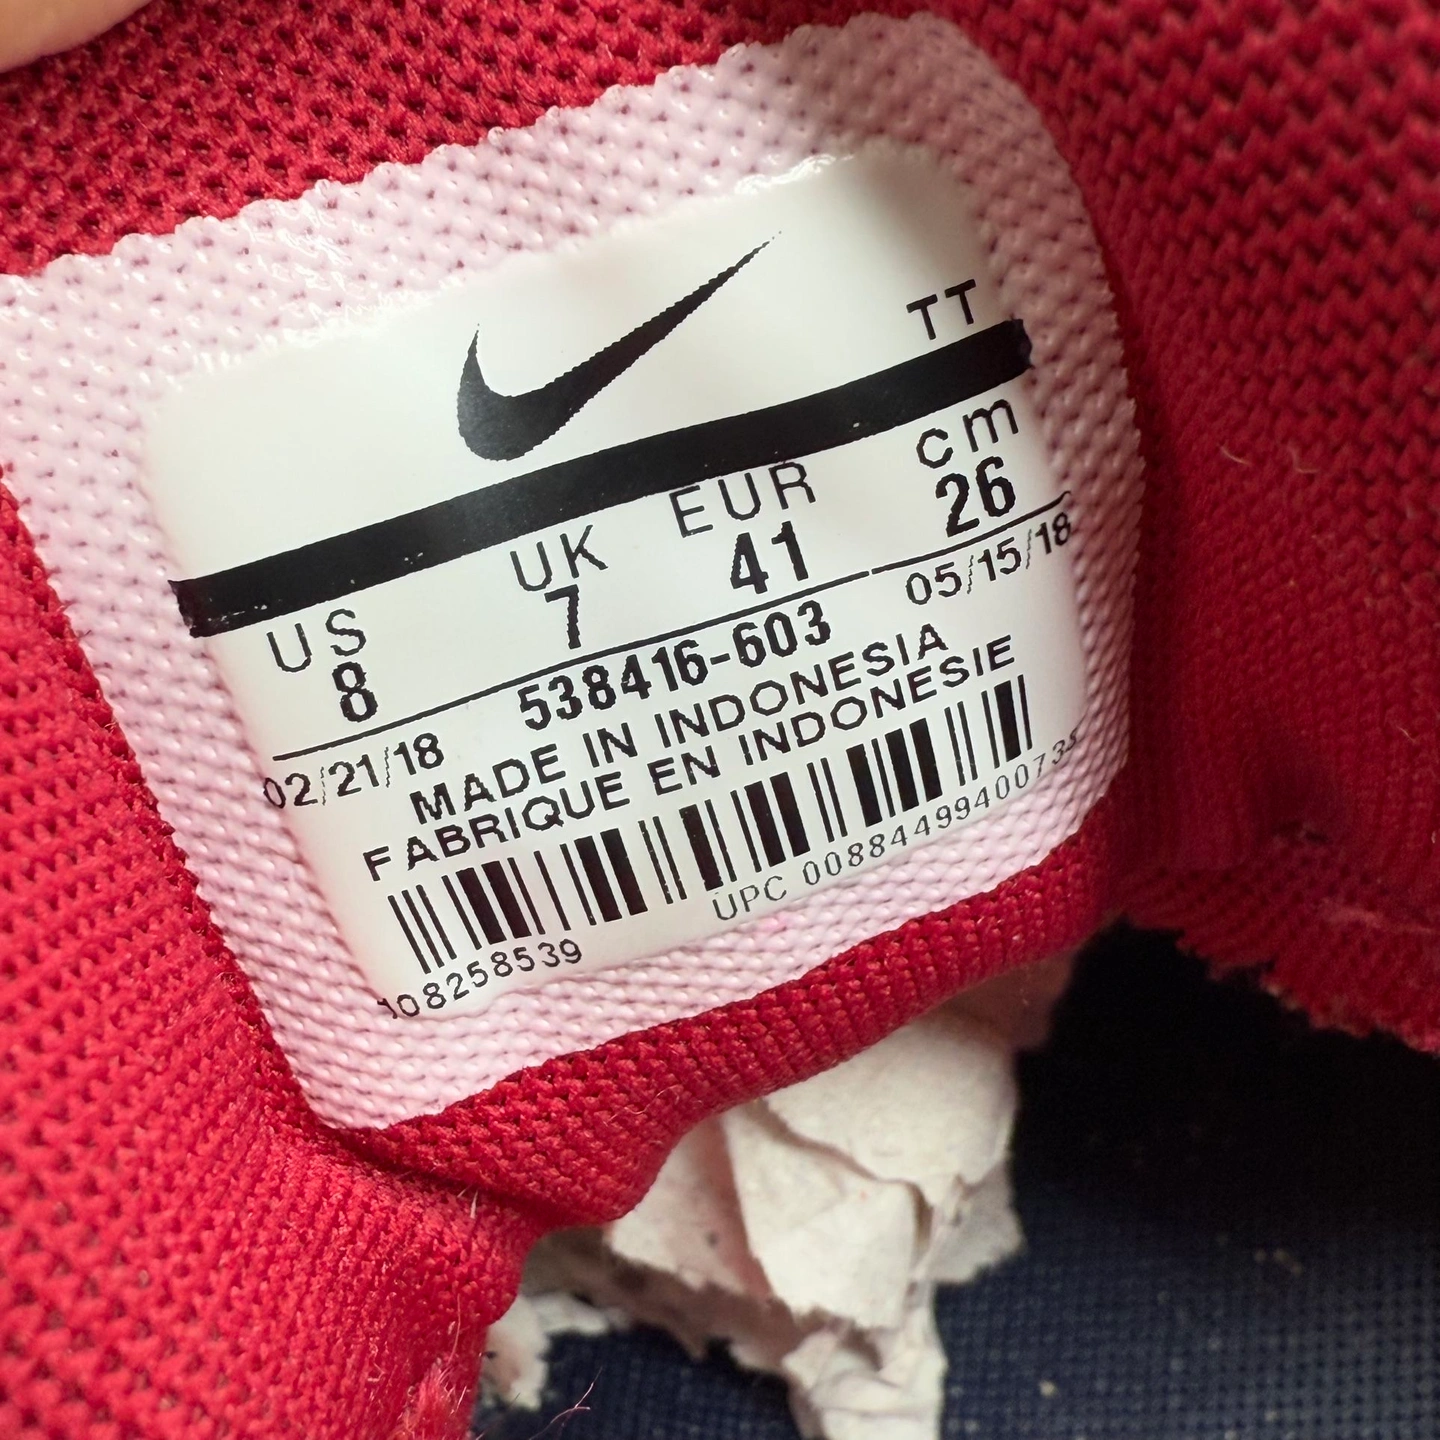 TT
US UK EUR cm
8 7 41 26
02/21/18 538416-603 05/15/18
MADE IN INDONESIA
FABRIQUE EN INDONESIE
108258539 UPC 00884499400735